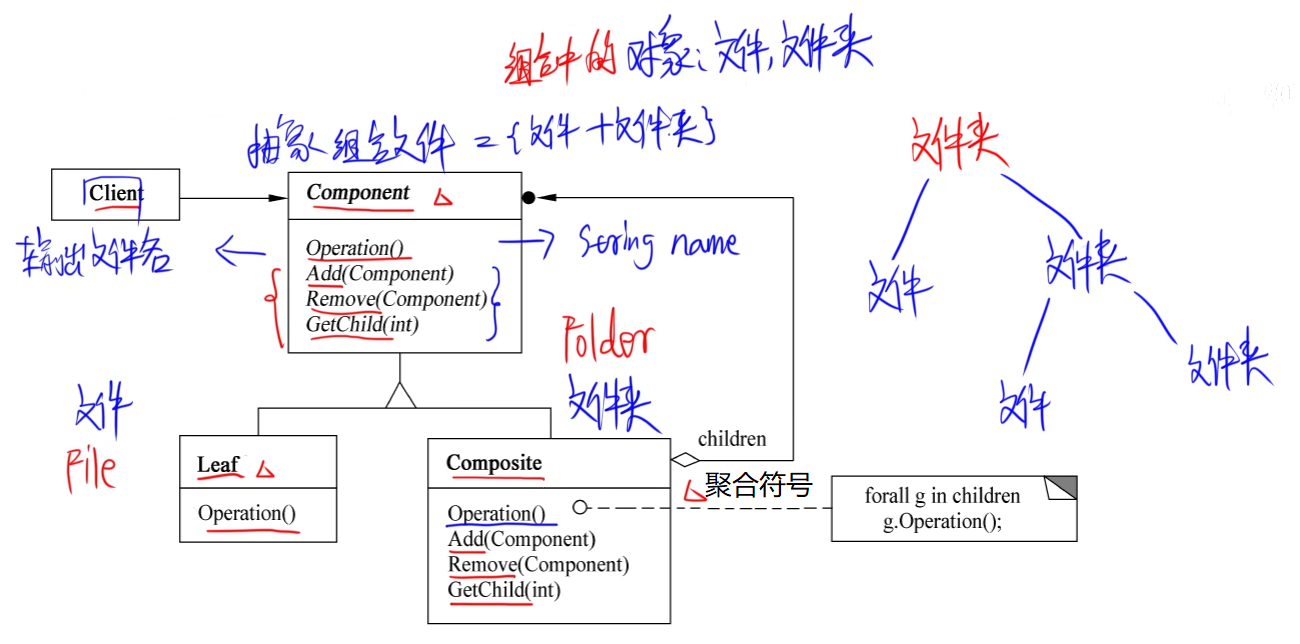 组合中的对象:文件,文件夹
抽象组合文件 = {文件+文件夹}
文件夹
文件
文件夹
文件
文件夹
Client
输出文件名
Component
Operation()
Add(Component)
Remove(Component)
GetChild(int)
String name
Folder
文件夹
文件
File
Leaf
Operation()
Composite
Operation()
Add(Component)
Remove(Component)
GetChild(int)
children
聚合符号
forall g in children
g.Operation();